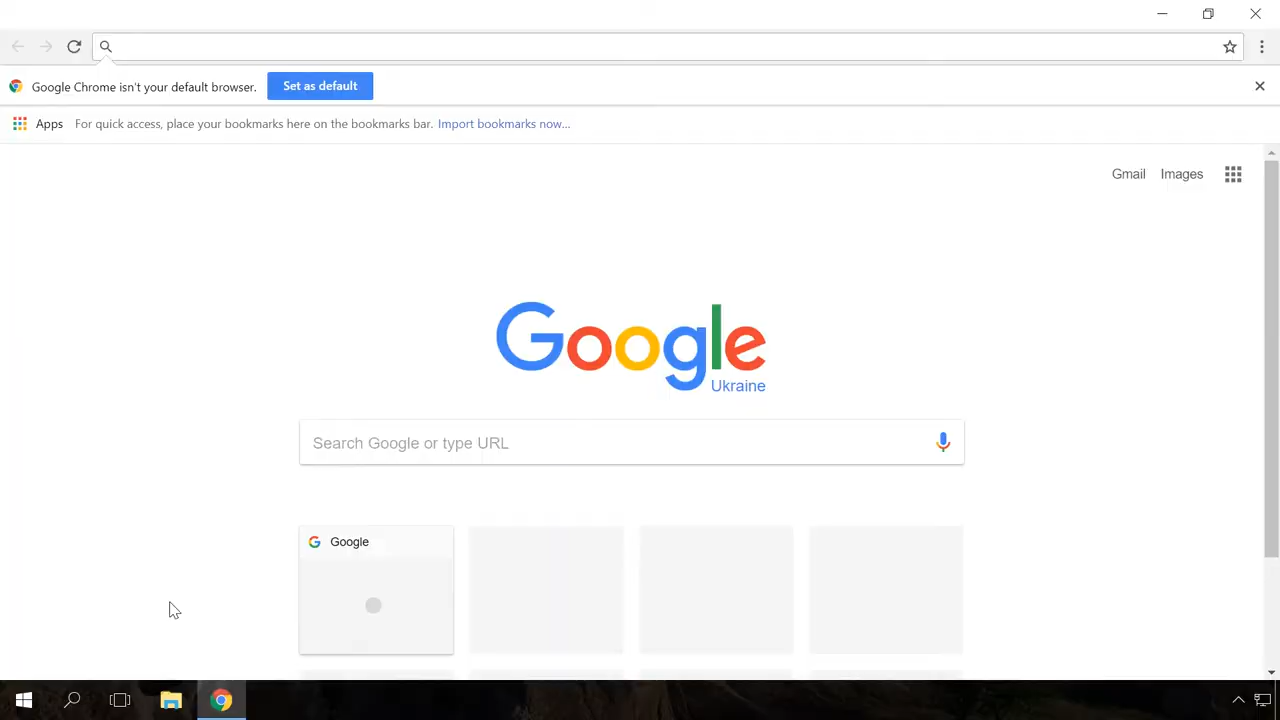 Google Chrome isn't your default browser. Set as default
Apps For quick access, place your bookmarks here on the bookmarks bar. Import bookmarks now...
Gmail Images
Google
Ukraine
Search Google or type URL
Google